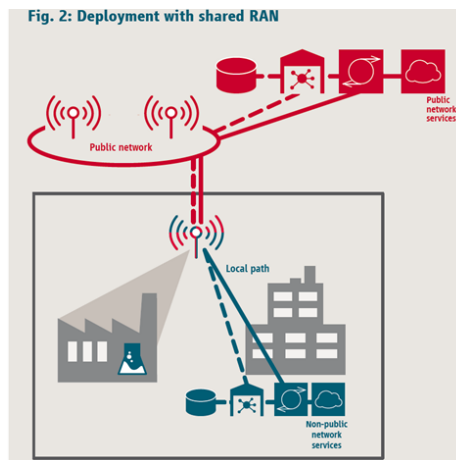 Fig. 2: Deployment with shared RAN
Public
network
services
Public network
Local path
Non-public
network
services